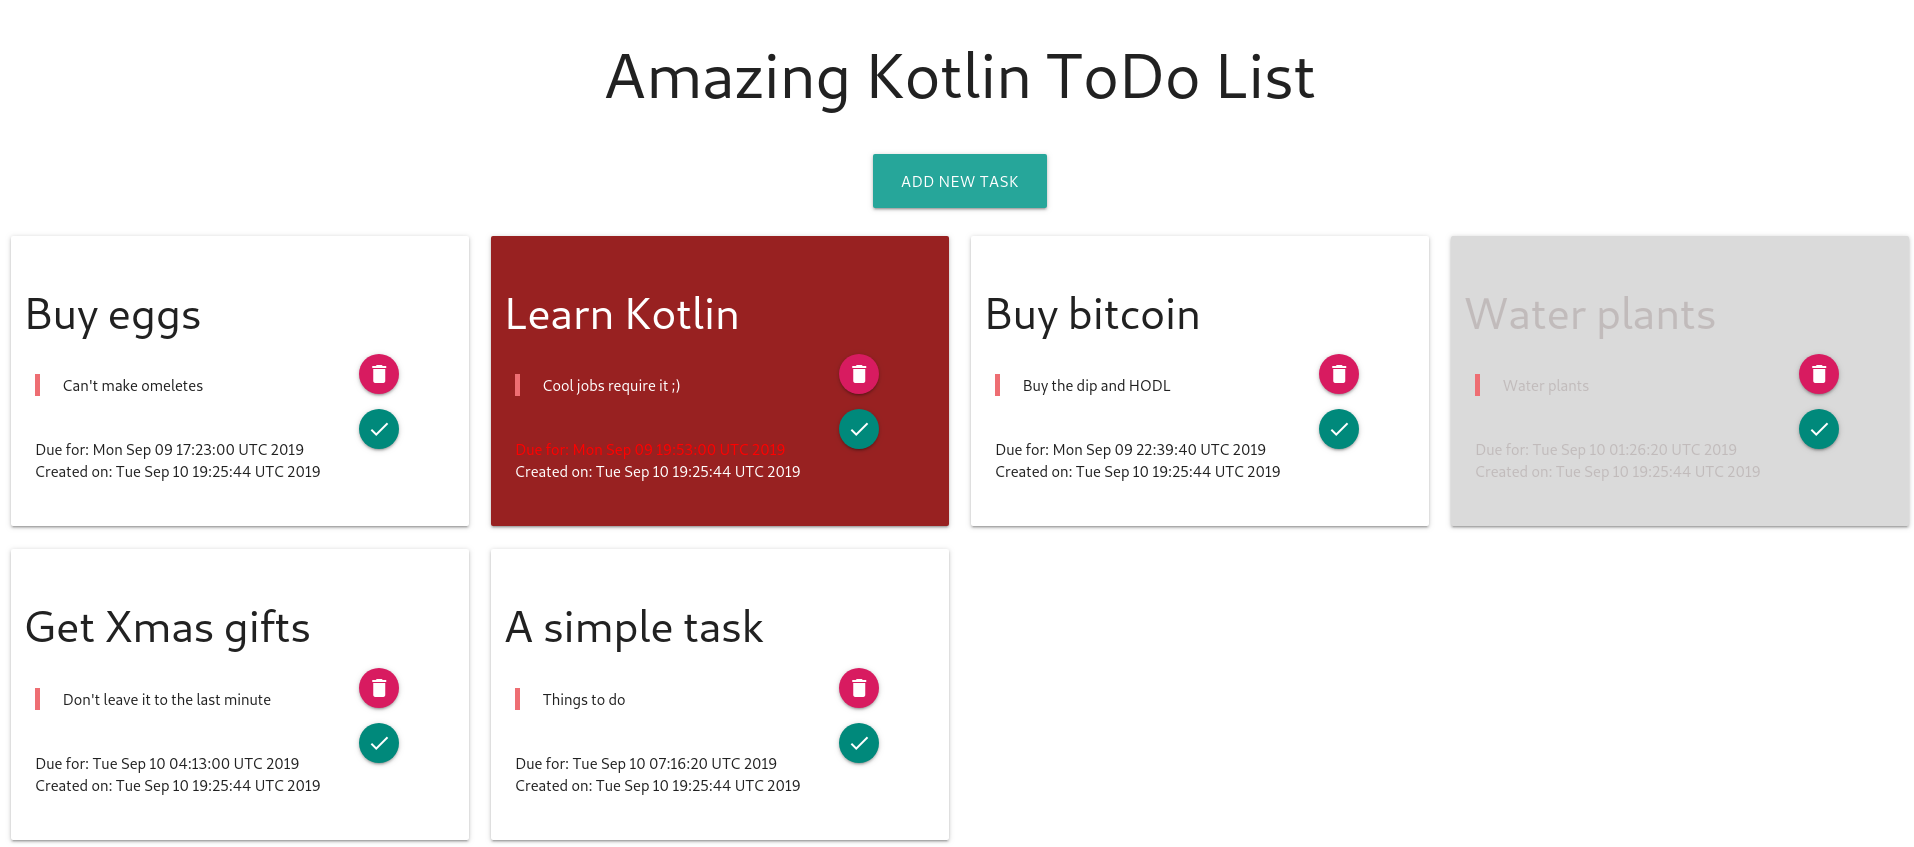 Amazing Kotlin ToDo List
ADD NEW TASK
Buy eggs
Can't make omeletes
Due for: Mon Sep 09 17:23:00 UTC 2019
Created on: Tue Sep 10 19:25:44 UTC 2019
Learn Kotlin
Cool jobs require it ;)
Due for: Mon Sep 09 19:53:00 UTC 2019
Created on: Tue Sep 10 19:25:44 UTC 2019
Buy bitcoin
Buy the dip and HODL
Due for: Mon Sep 09 22:39:40 UTC 2019
Created on: Tue Sep 10 19:25:44 UTC 2019
Water plants
Water plants
Due for: Tue Sep 10 01:26:20 UTC 2019
Created on: Tue Sep 10 19:25:44 UTC 2019
Get Xmas gifts
Don't leave it to the last minute
Due for: Tue Sep 10 04:13:00 UTC 2019
Created on: Tue Sep 10 19:25:44 UTC 2019
A simple task
Things to do
Due for: Tue Sep 10 07:16:20 UTC 2019
Created on: Tue Sep 10 19:25:44 UTC 2019